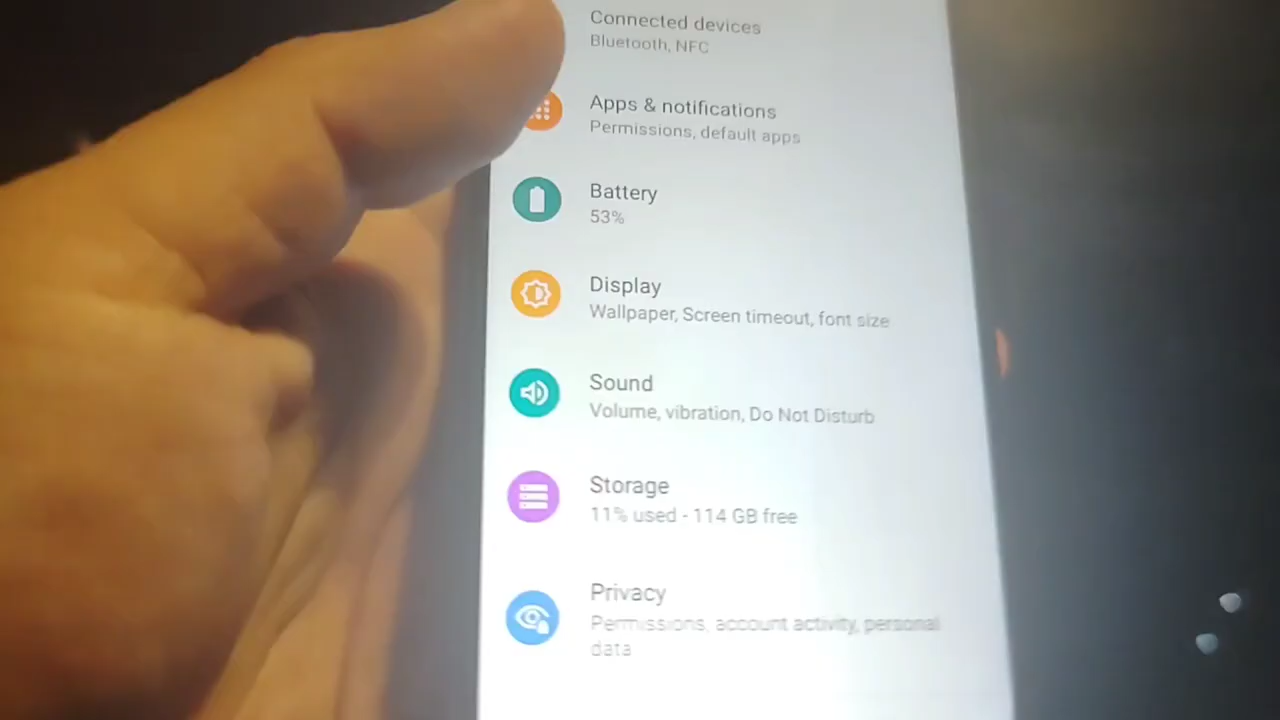 Connected devices
Bluetooth, NFC
Apps & notifications
Permissions, default apps
Battery
53%
Display
Wallpaper, Screen timeout, font size
Sound
Volume, vibration, Do Not Disturb
Storage
11% used - 114 GB free
Privacy
Permissions, account activity, personal
data